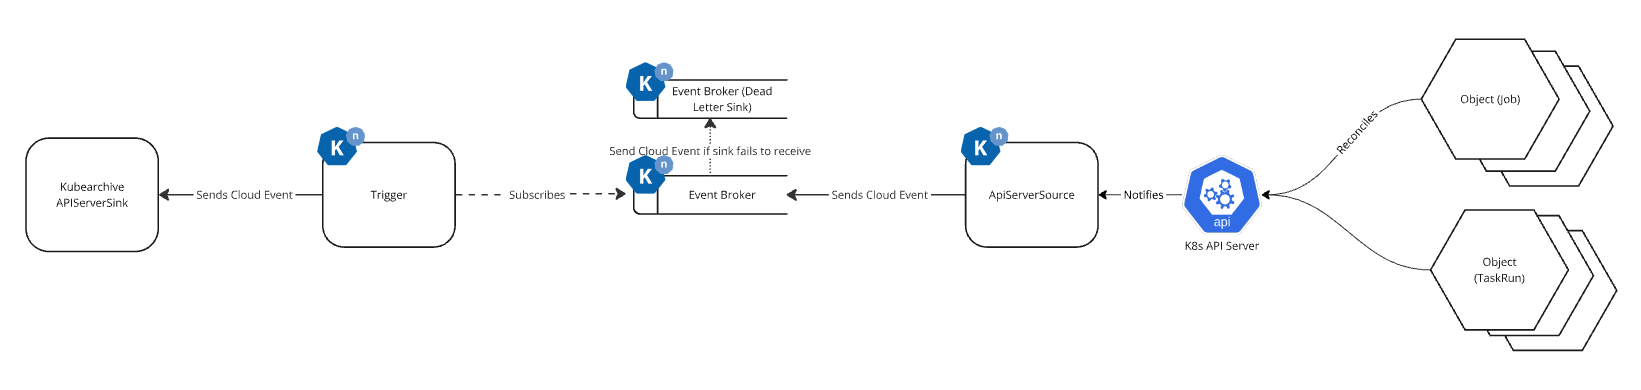 Kubearchive
APIServerSink
Sends Cloud Event
K
n
Trigger
Subscribes
K
n
Event Broker (Dead
Letter Sink)
Send Cloud Event if sink fails to receive
K
n
Event Broker
Sends Cloud Event
K
n
ApiServerSource
Notifies
api
K8s API Server
Reconciles
Object (Job)
Object
(TaskRun)